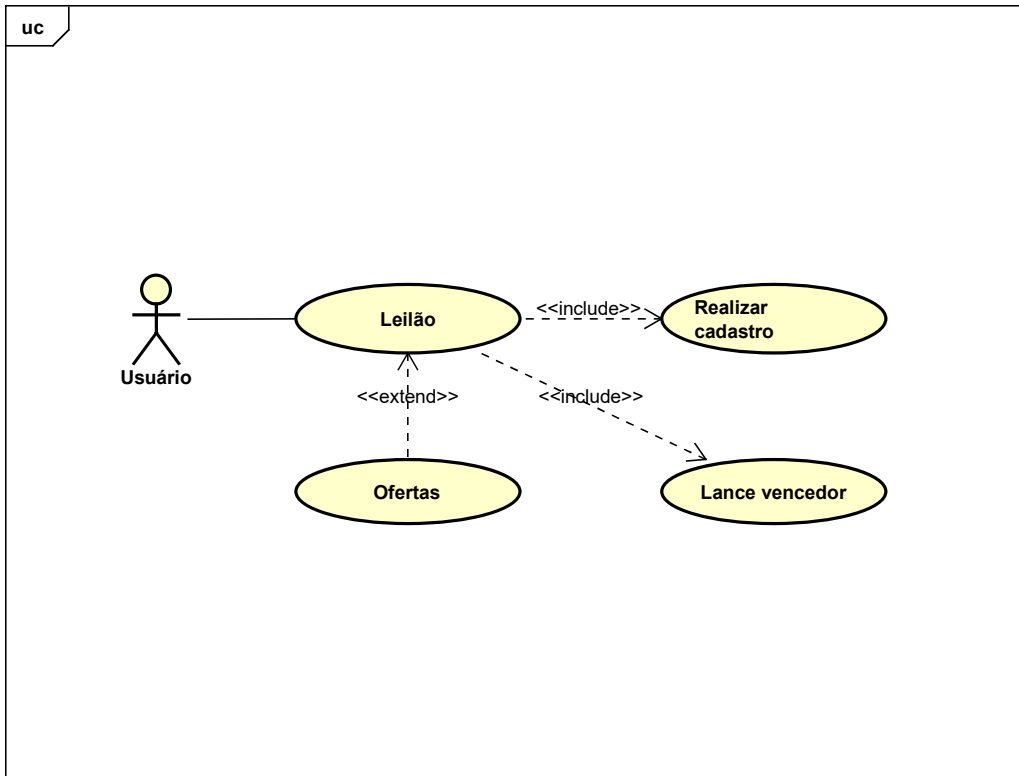 uc
Leilão
<<include>>
Realizar
cadastro
Usuário
<<extend>>
<<include>>
Ofertas
Lance vencedor